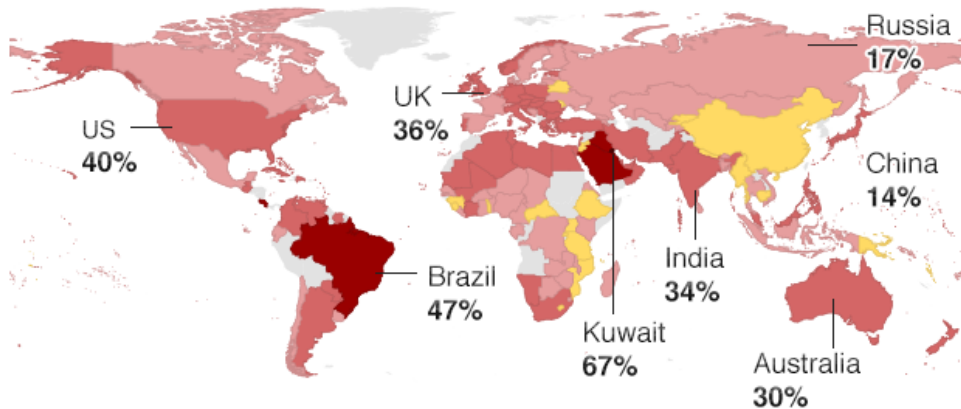 Russia
17%
UK
36%
US
40%
China
14%
India
34%
Brazil
47%
Kuwait
67%
Australia
30%